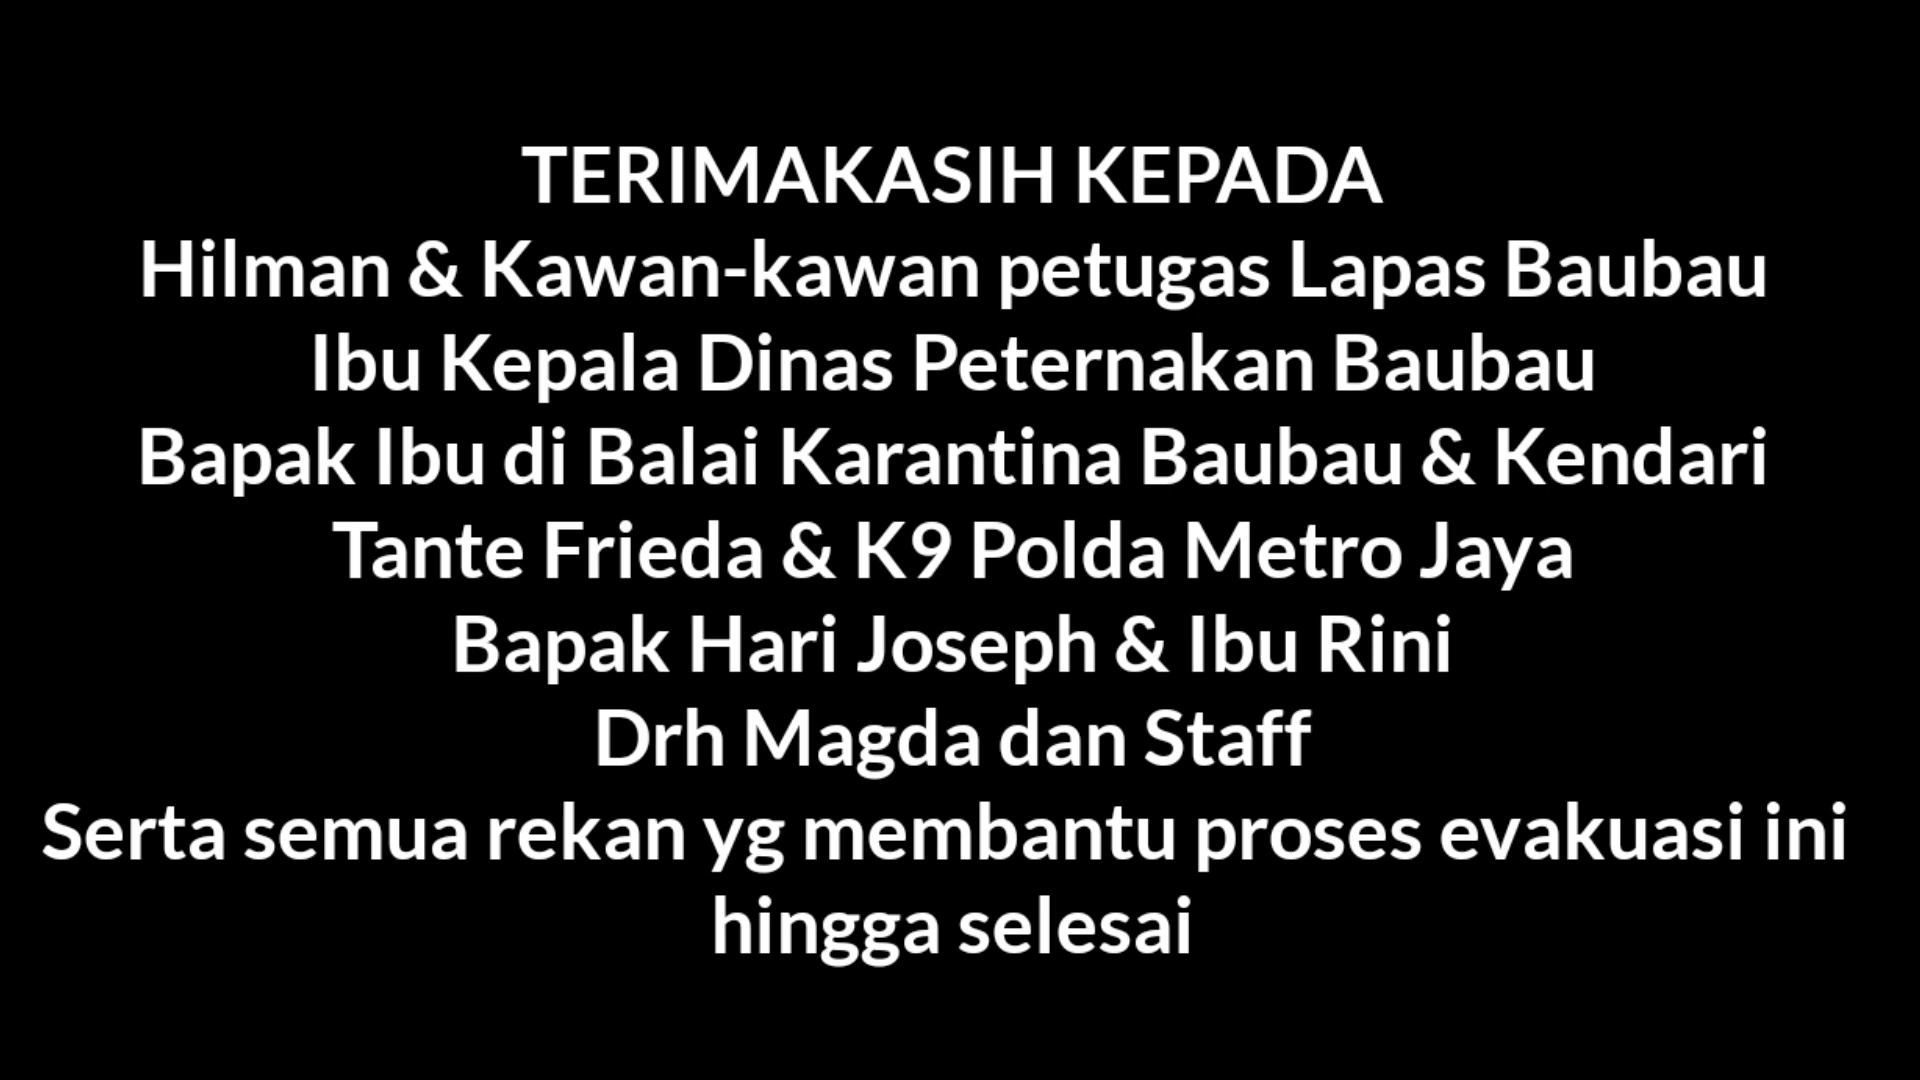 TERIMAKASIH KEPADA
Hilman & Kawan-kawan petugas Lapas Baubau
Ibu Kepala Dinas Peternakan Baubau
Bapak Ibu di Balai Karantina Baubau & Kendari
Tante Frieda & K9 Polda Metro Jaya
Bapak Hari Joseph & Ibu Rini
Drh Magda dan Staff
Serta semua rekan yg membantu proses evakuasi ini
hingga selesai